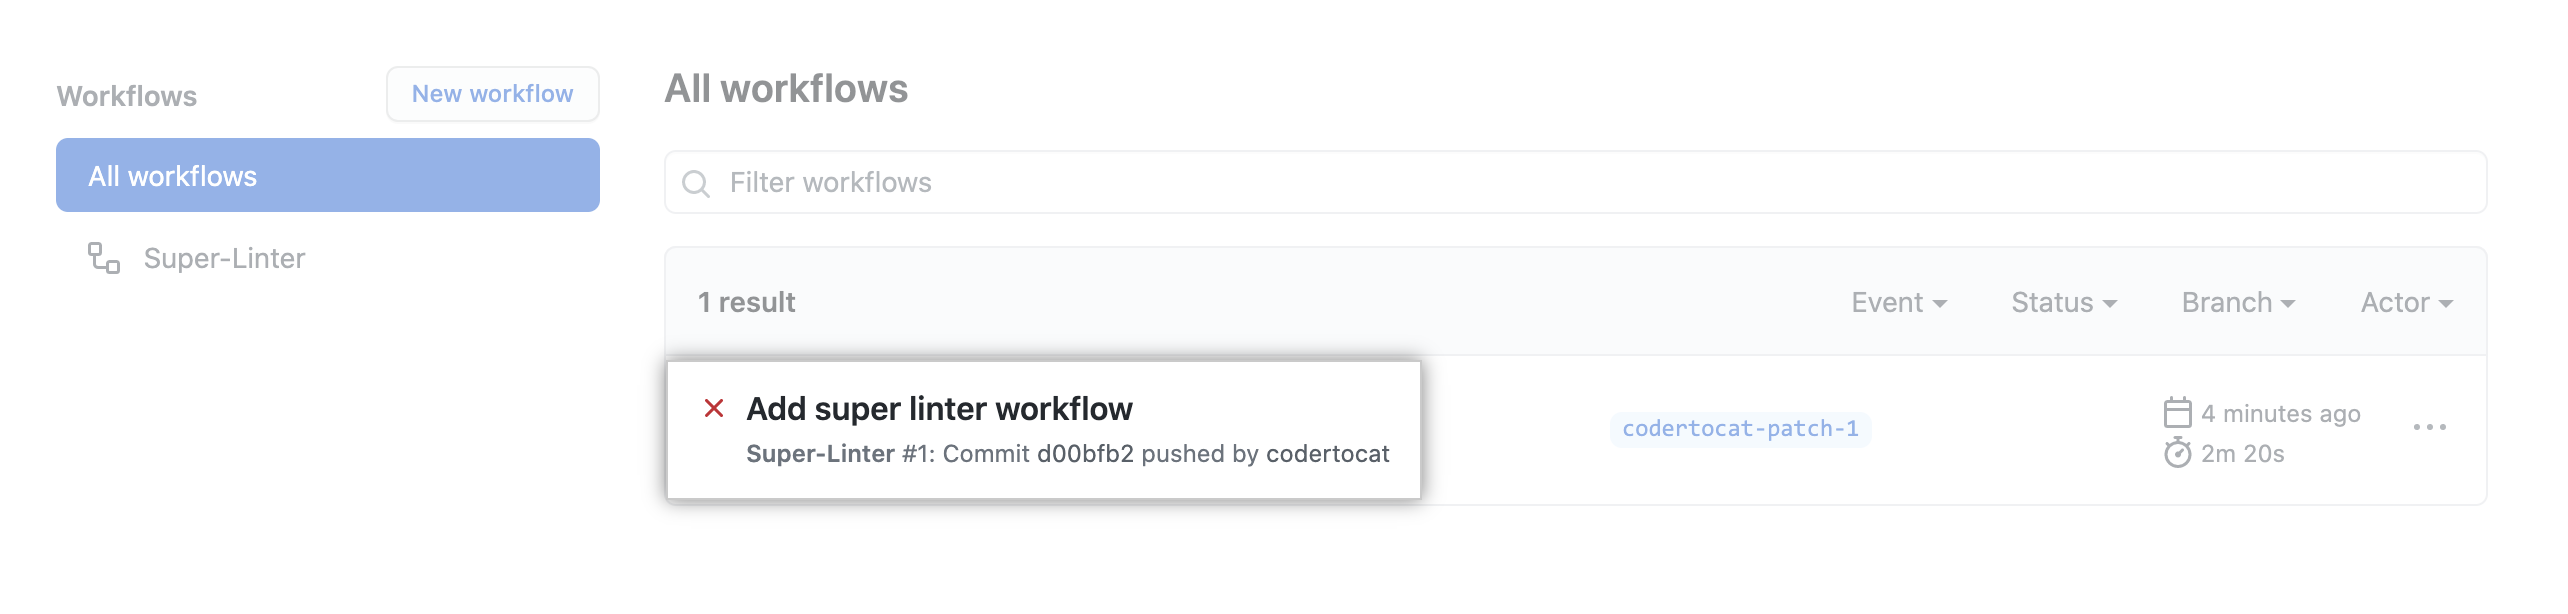 Workflows
New workflow
All workflows
Super-Linter
All workflows
Filter workflows
1 result
Event
Status
Branch
Actor
Add super linter workflow
Super-Linter #1: Commit d00bfb2 pushed by codertocat
codertocat-patch-1
4 minutes ago
2m 20s